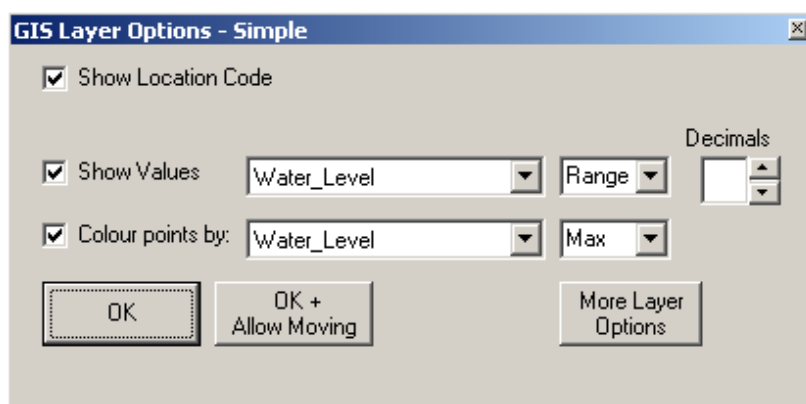 GIS Layer Options - Simple
Show Location Code
Decimals
Show Values Water_Level Range
Colour points by: Water_Level Max
OK
OK +
Allow Moving
More Layer
Options